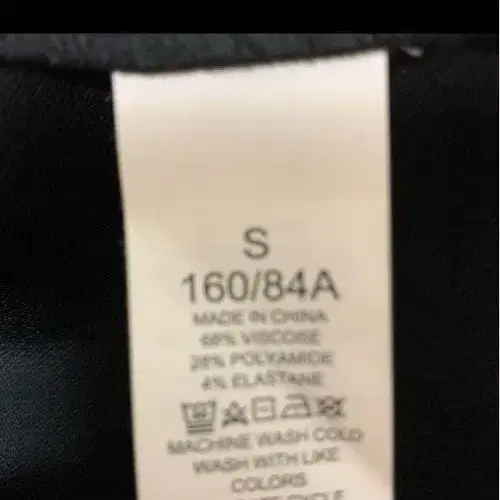 S
160/84A
MADE IN CHINA
68% VISCOSE
28% POLYAMIDE
4% ELASTANE
MACHINE WASH COLD
WASH WITH LIKE
COLORS